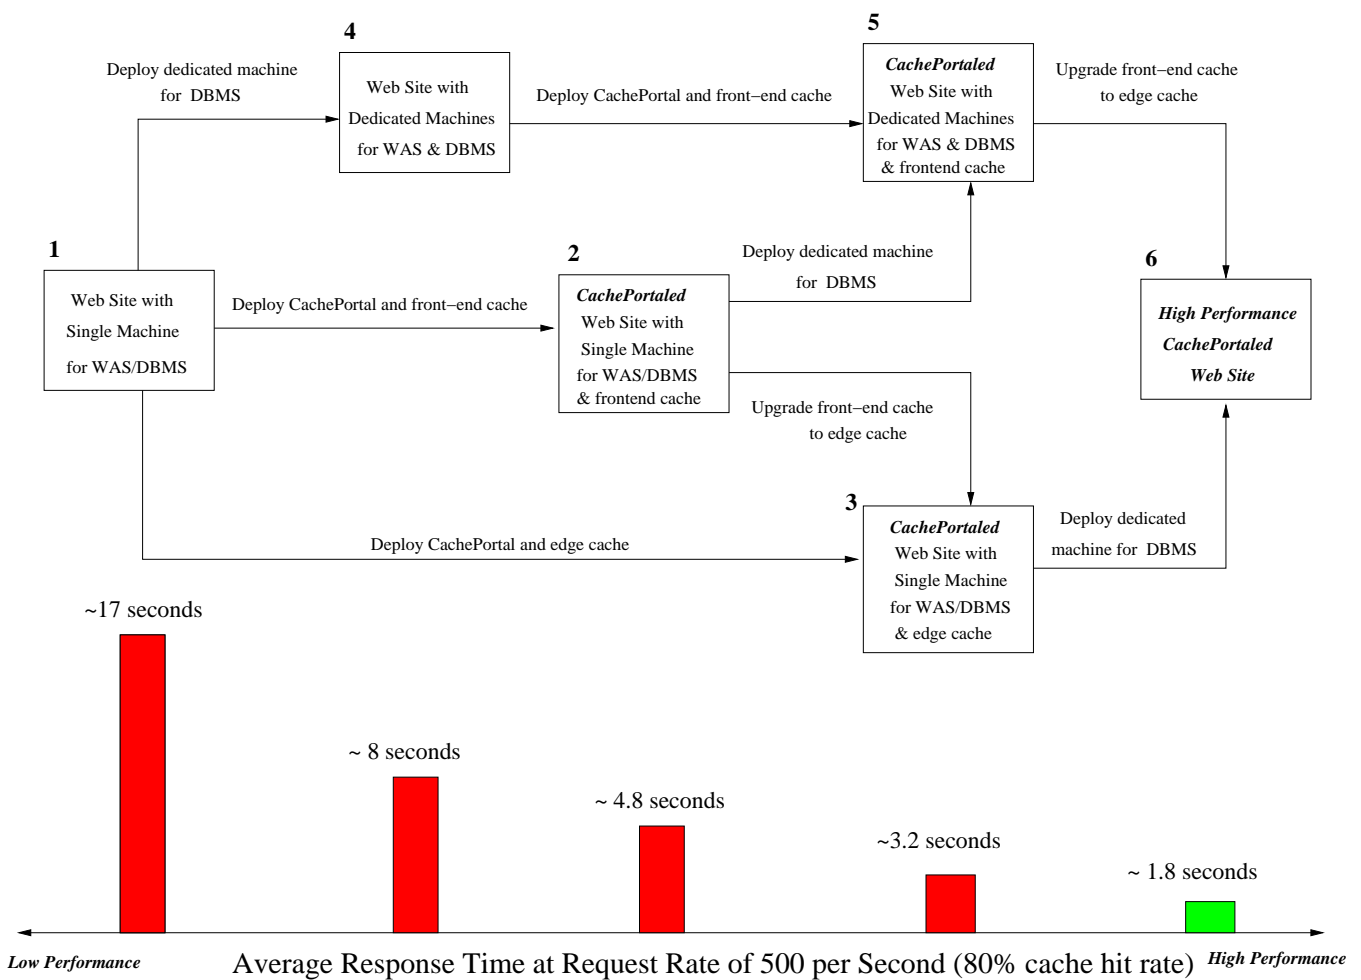 4
5
Deploy dedicated machine
for DBMS
Web Site with
Dedicated Machines
for WAS & DBMS
Deploy CachePortal and front−end cache
CachePortaled
Web Site with
Dedicated Machines
for WAS & DBMS
& frontend cache
Upgrade front−end cache
to edge cache
1
Web Site with
Single Machine
for WAS/DBMS
Deploy CachePortal and front−end cache
2
CachePortaled
Web Site with
Single Machine
for WAS/DBMS
& frontend cache
Deploy dedicated machine
for DBMS
6
High Performance
CachePortaled
Web Site
Upgrade front−end cache
to edge cache
3
CachePortaled
Web Site with
Single Machine
for WAS/DBMS
& edge cache
Deploy dedicated
machine for DBMS
Deploy CachePortal and edge cache
~17 seconds
~ 8 seconds
~ 4.8 seconds
~3.2 seconds
~ 1.8 seconds
Low Performance
Average Response Time at Request Rate of 500 per Second (80% cache hit rate)
High Performance